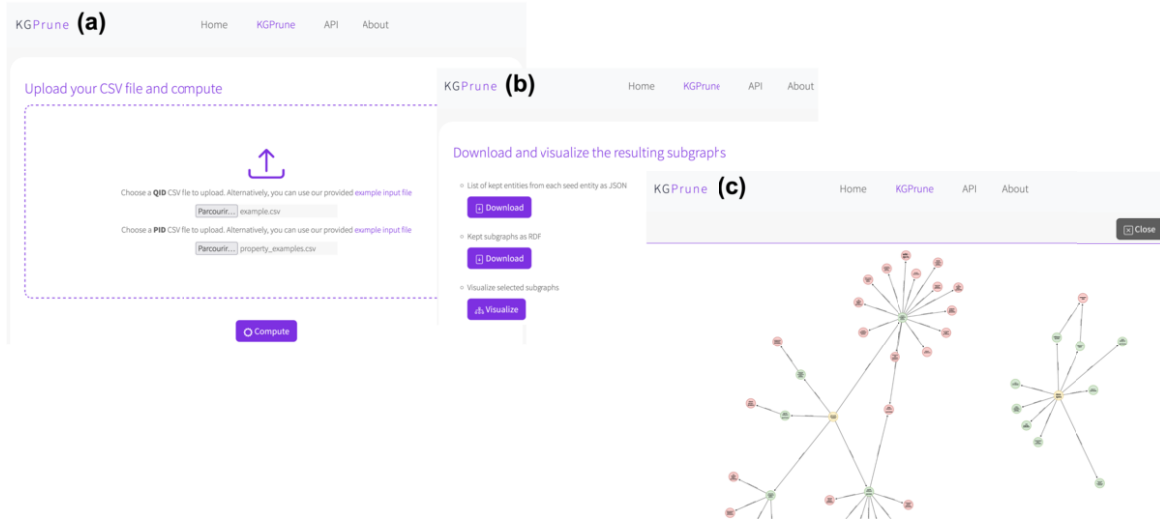 KGPrune (a)
Home KGPrune API About
Upload your CSV file and compute
Choose a QID CSV file to upload. Alternatively, you can use our provided example input file
Parcourir... example.csv
Choose a PID CSV file to upload. Alternatively, you can use our provided example input file
Parcourir... property_examples.csv
Compute
KGPrune (b)
Home KGPrune API About
Download and visualize the resulting subgraphs
List of kept entities from each seed entity as JSON
Download
Kept subgraphs as RDF
Download
Visualize selected subgraphs
Visualize
KGPrune (c)
Home KGPrune API About
Close